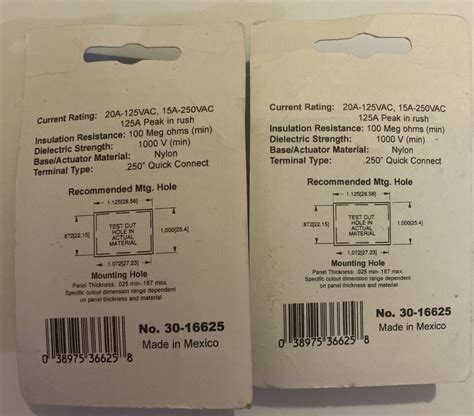 Current Rating: 20A-125VAC, 15A-250VAC
125A Peak in rush
Insulation Resistance: 100 Meg ohms (min)
Dielectric Strength: 1000 V (min)
Base/Actuator Material: Nylon
Terminal Type: .250" Quick Connect
Recommended Mtg. Hole
1.125[28.58]
.872[22.15]
TEST CUT
HOLE IN
ACTUAL
MATERIAL
1.000[25.4]
1.072[27.23]
Mounting Hole
Panel Thickness: .025 min-.187 max.
Specific cutout dimension range dependent
on panel thickness and material
No. 30-16625
Made in Mexico
0 38975 36625 8
Current Rating: 20A-125VAC, 15A-250VAC
125A Peak in rush
Insulation Resistance: 100 Meg ohms (min)
Dielectric Strength: 1000 V (min)
Base/Actuator Material: Nylon
Terminal Type: .250" Quick Connect
Recommended Mtg. Hole
1.125[28.58]
.872[22.15]
TEST CUT
HOLE IN
ACTUAL
MATERIAL
1.000[25.4]
1.072[27.23]
Mounting Hole
Panel Thickness: .025 min-.187 max.
Specific cutout dimension range dependent
on panel thickness and material
No. 30-16625
Made in Mexico
0 38975 36625 8